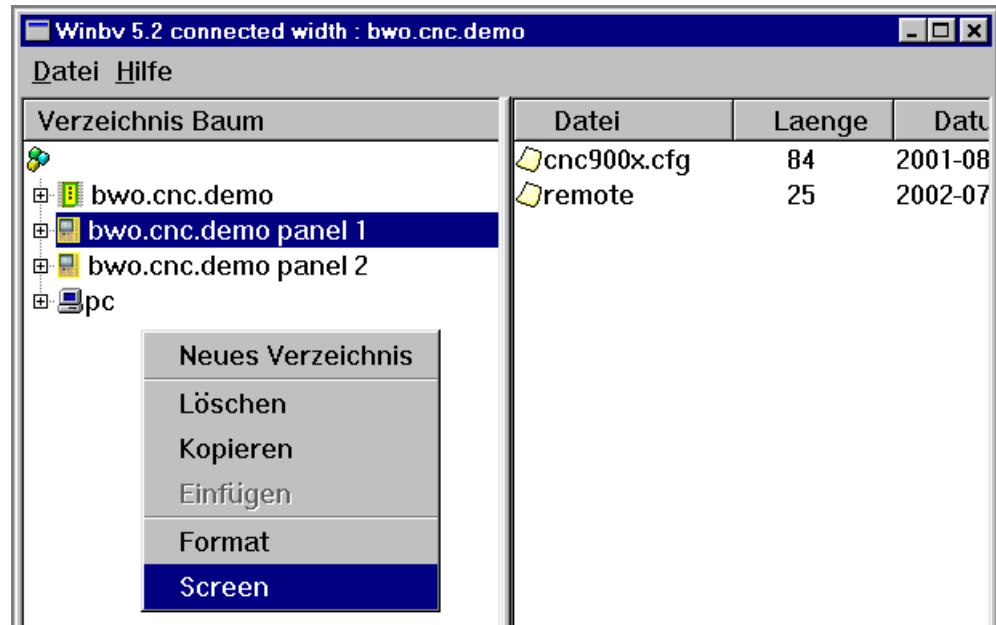 Winbv 5.2 connected width : bwo.cnc.demo
Datei Hilfe
Verzeichnis Baum
bwo.cnc.demo
bwo.cnc.demo panel 1
bwo.cnc.demo panel 2
pc
Neues Verzeichnis
Löschen
Kopieren
Einfügen
Format
Screen
Datei Laenge Datu
cnc900x.cfg 84 2001-08
remote 25 2002-07